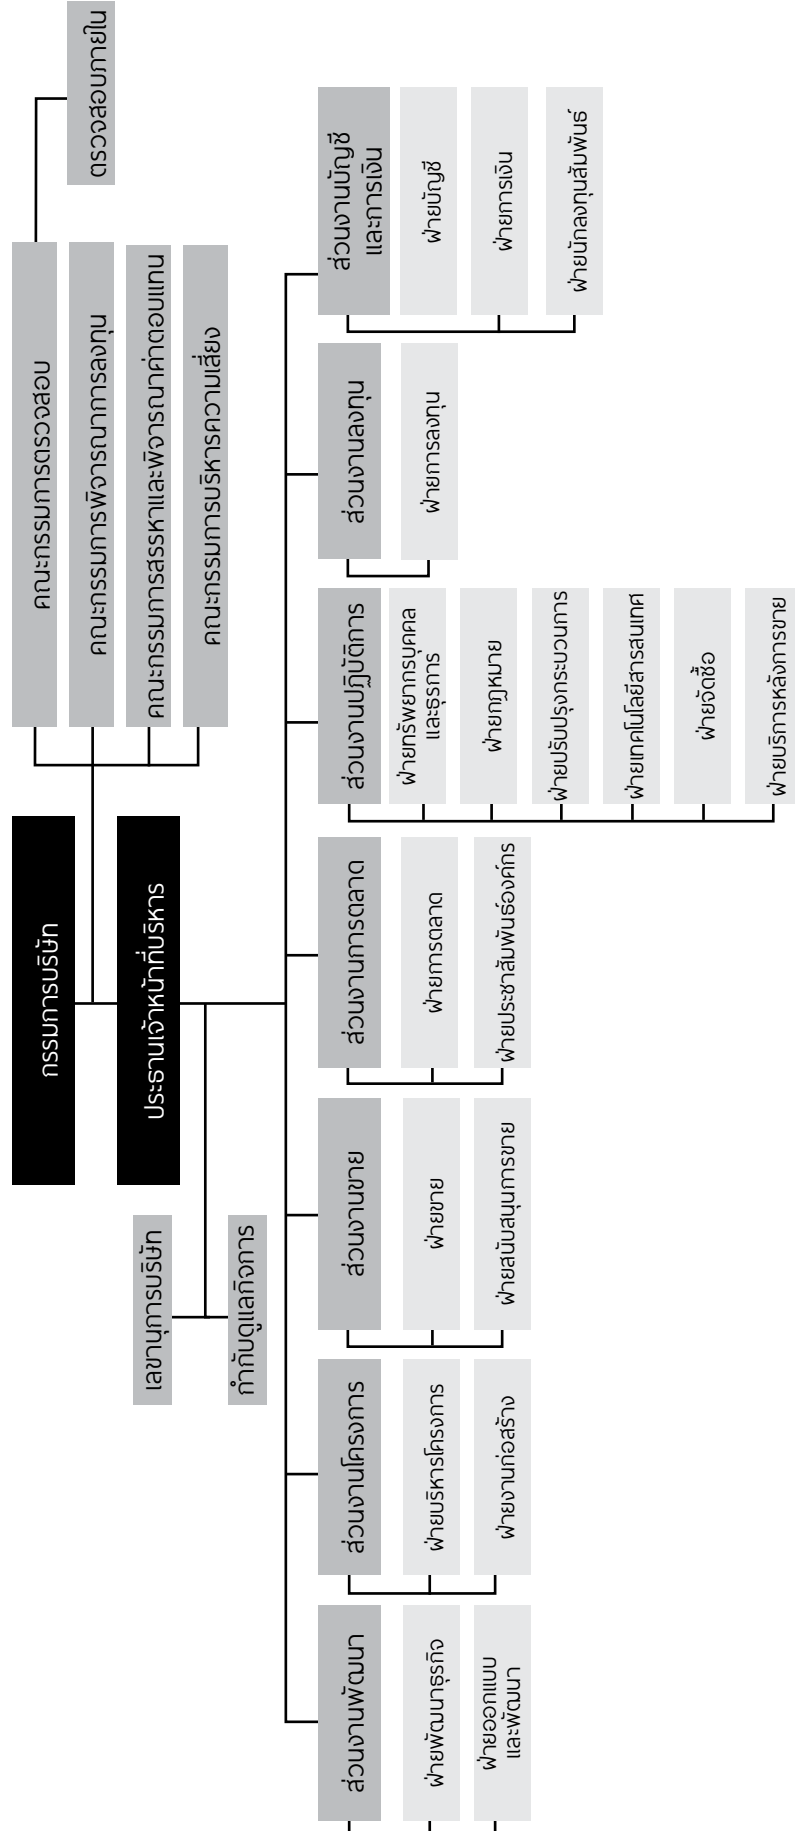 กรรมการบริษัท
ประธานเจ้าหน้าที่บริหาร
คณะกรรมการตรวจสอบ
ตรวจสอบภายใน
คณะกรรมการพิจารณาการลงทุน
คณะกรรมการสรรหาและพิจารณาค่าตอบแทน
คณะกรรมการบริหารความเสี่ยง
เลขานุการบริษัท
กำกับดูแลกิจการ
ส่วนงานพัฒนา
ฝ่ายพัฒนาธุรกิจ
ฝ่ายออกแบบ
และพัฒนา
ส่วนงานโครงการ
ฝ่ายบริหารโครงการ
ฝ่ายงานก่อสร้าง
ส่วนงานขาย
ฝ่ายขาย
ฝ่ายสนับสนุนการขาย
ส่วนงานการตลาด
ฝ่ายการตลาด
ฝ่ายประชาสัมพันธ์องค์กร
ส่วนงานปฏิบัติการ
ฝ่ายทรัพยากรบุคคล
และธุรการ
ฝ่ายกฎหมาย
ฝ่ายปรับปรุงกระบวนการ
ฝ่ายเทคโนโลยีสารสนเทศ
ฝ่ายจัดซื้อ
ฝ่ายบริการหลังการขาย
ส่วนงานลงทุน
ฝ่ายการลงทุน
ส่วนงานบัญชี
และการเงิน
ฝ่ายบัญชี
ฝ่ายการเงิน
ฝ่ายนักลงทุนสัมพันธ์